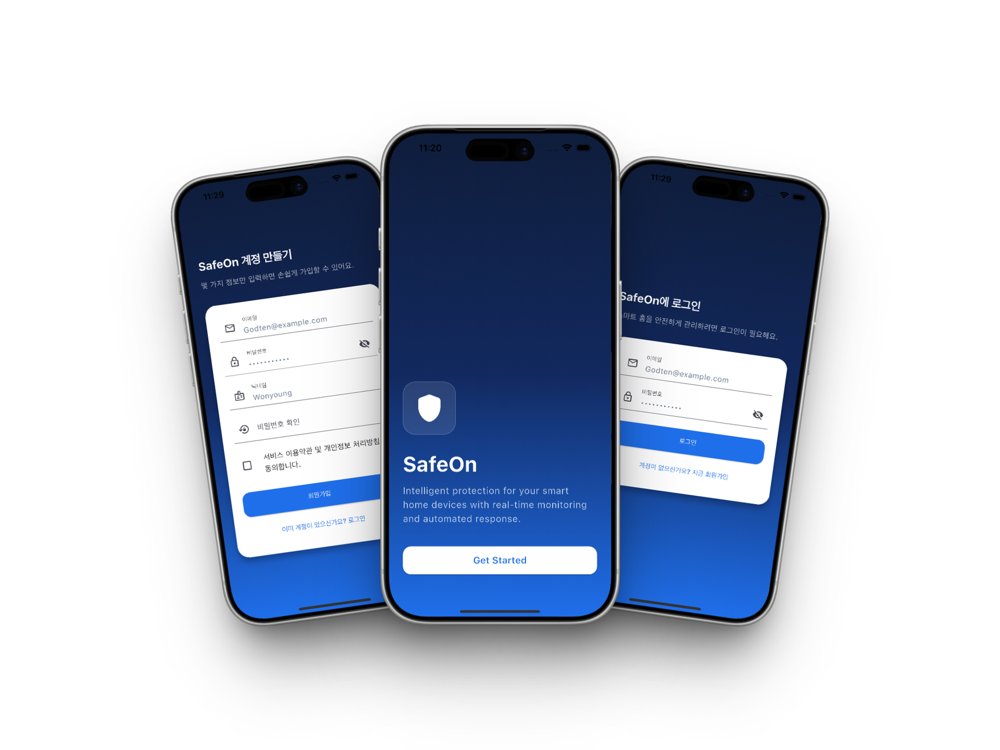 11:29
SafeOn 계정 만들기
몇 가지 정보만 입력하면 손쉽게 가입할 수 있어요.
이메일
Godten@example.com
비밀번호
닉네임
Wonyoung
비밀번호 확인
서비스 이용약관 및 개인정보 처리방침
동의합니다.
회원가입
이미 계정이 있으신가요? 로그인
11:20
SafeOn
Intelligent protection for your smart
home devices with real-time monitoring
and automated response.
Get Started
11:29
SafeOn에 로그인
마트 홈을 안전하게 관리하려면 로그인이 필요해요.
이메일
Godten@example.com
비밀번호
로그인
계정이 없으신가요? 지금 회원가입